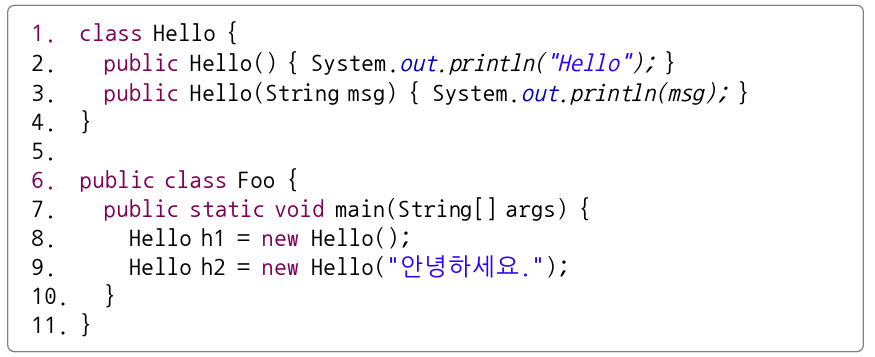 1. class Hello {
2.   public Hello() { System.out.println("Hello"); }
3.   public Hello(String msg) { System.out.println(msg); }
4. }
5.
6. public class Foo {
7.   public static void main(String[] args) {
8.     Hello h1 = new Hello();
9.     Hello h2 = new Hello("안녕하세요.");
10.   }
11. }